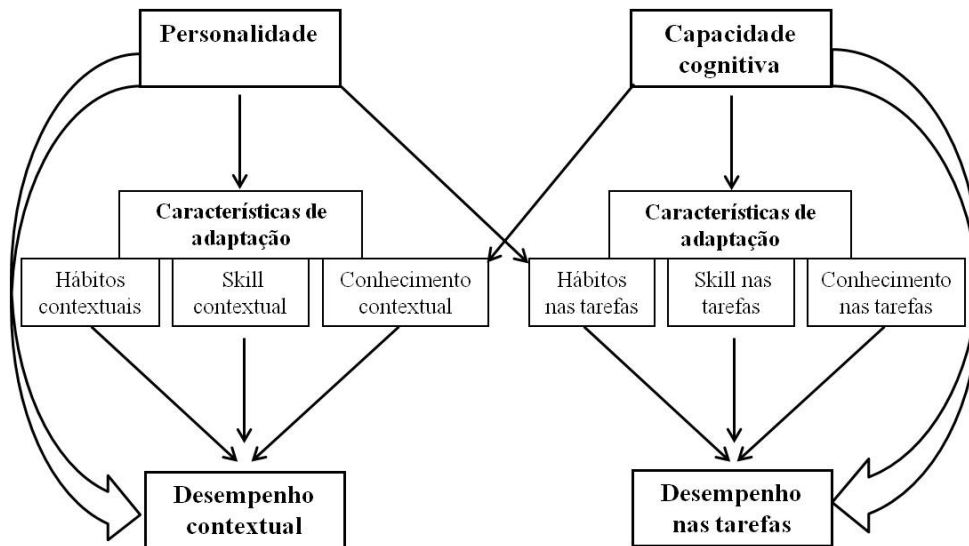 Personalidade
Capacidade
cognitiva
Características de
adaptação
Hábitos
contextuais
Skill
contextual
Conhecimento
contextual
Características de
adaptação
Hábitos
nas tarefas
Skill nas
tarefas
Conhecimento
nas tarefas
Desempenho
contextual
Desempenho
nas tarefas